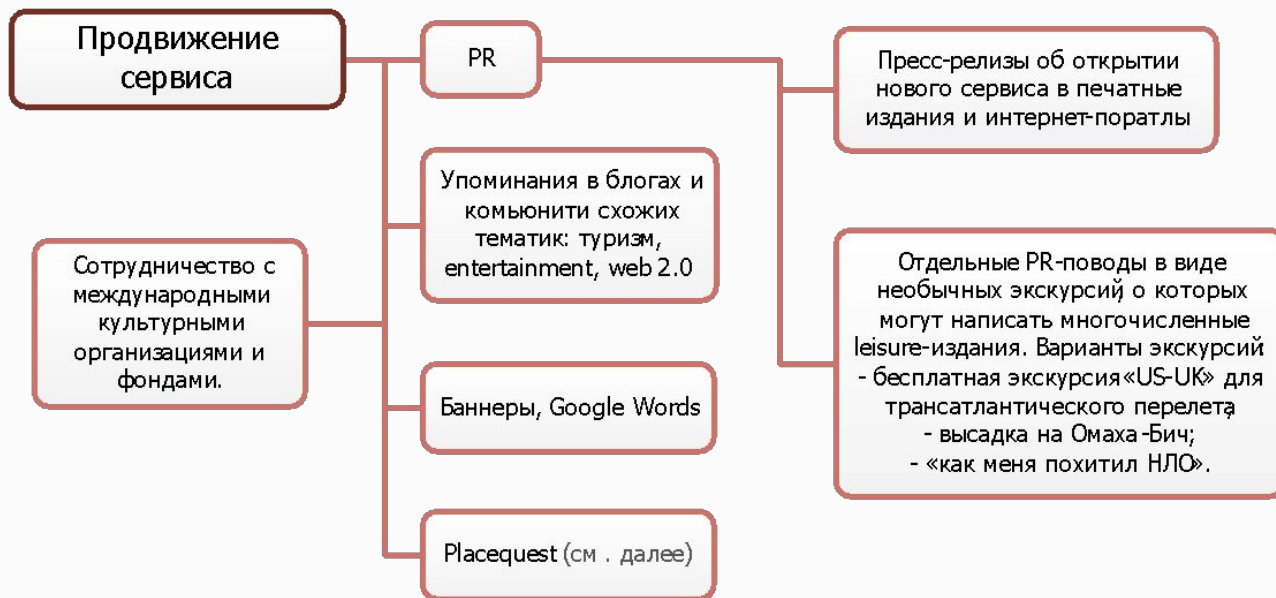 Продвижение
сервиса
PR
Пресс-релизы об открытии
нового сервиса в печатные
издания и интернет-поратлы
Упоминания в блогах и
комьюнити схожих
тематик: туризм,
entertainment, web 2.0
Сотрудничество с
международными
культурными
организациями и
фондами.
Отдельные PR-поводы в виде
необычных экскурсий, о которых
могут написать многочисленные
leisure-издания. Варианты экскурсий:
- бесплатная экскурсия «US-UK» для
трансатлантического перелета;
- высадка на Омаха-Бич;
- «как меня похитил НЛО».
Баннеры, Google Words
Placequest (см . далее)